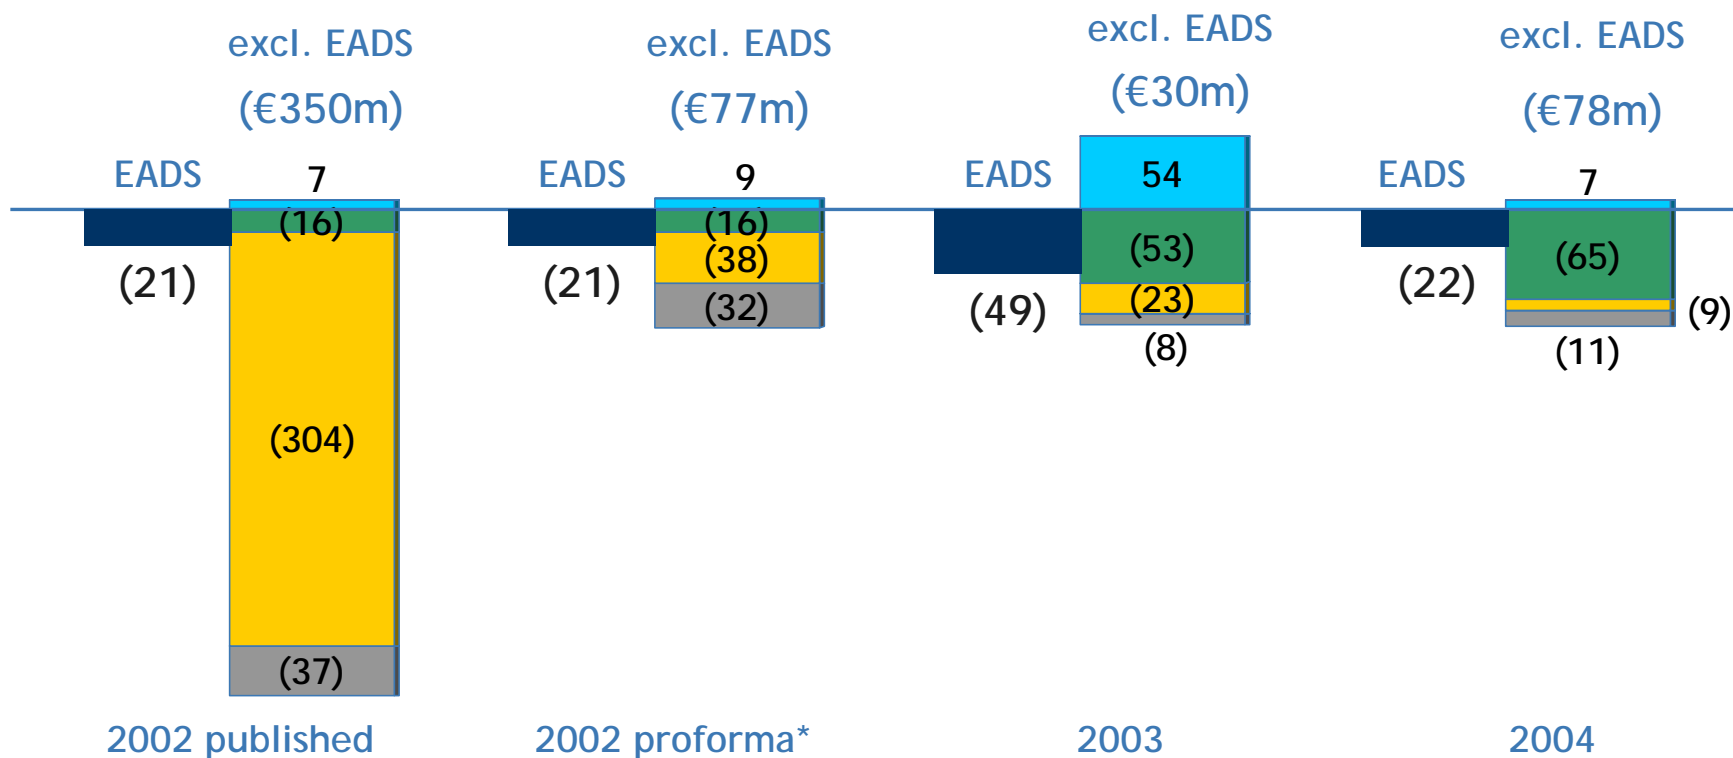 excl. EADS
(€350m)
EADS
7
(16)
(21)
(304)
(37)
2002 published
excl. EADS
(€77m)
EADS
9
(16)
(38)
(21)
(32)
2002 proforma*
excl. EADS
(€30m)
EADS
54
(53)
(23)
(49)
(8)
2003
excl. EADS
(€78m)
EADS
7
(65)
(22)
(9)
(11)
2004